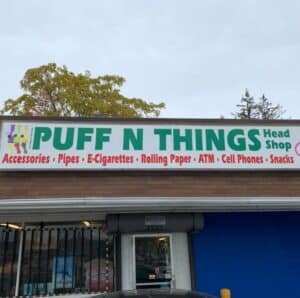 PUFF N THINGS Head Shop
Accessories · Pipes · E-Cigarettes · Rolling Paper · ATM · Cell Phones · Snacks